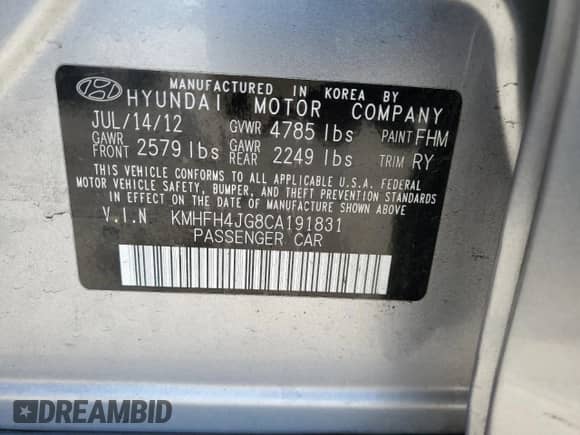 MANUFACTURED IN KOREA BY
HYUNDAI MOTOR COMPANY
JUL/14/12 GVWR 4785 lbs PAINT FHM
GAWR FRONT 2579 lbs GAWR REAR 2249 lbs TRIM RY
THIS VEHICLE CONFORMS TO ALL APPLICABLE U.S.A. FEDERAL
MOTOR VEHICLE SAFETY, BUMPER, AND THEFT PREVENTION STANDARDS
IN EFFECT ON THE DATE OF MANUFACTURE SHOWN ABOVE.
V.I.N KMHFH4JG8CA191831
PASSENGER CAR
DREAMBID